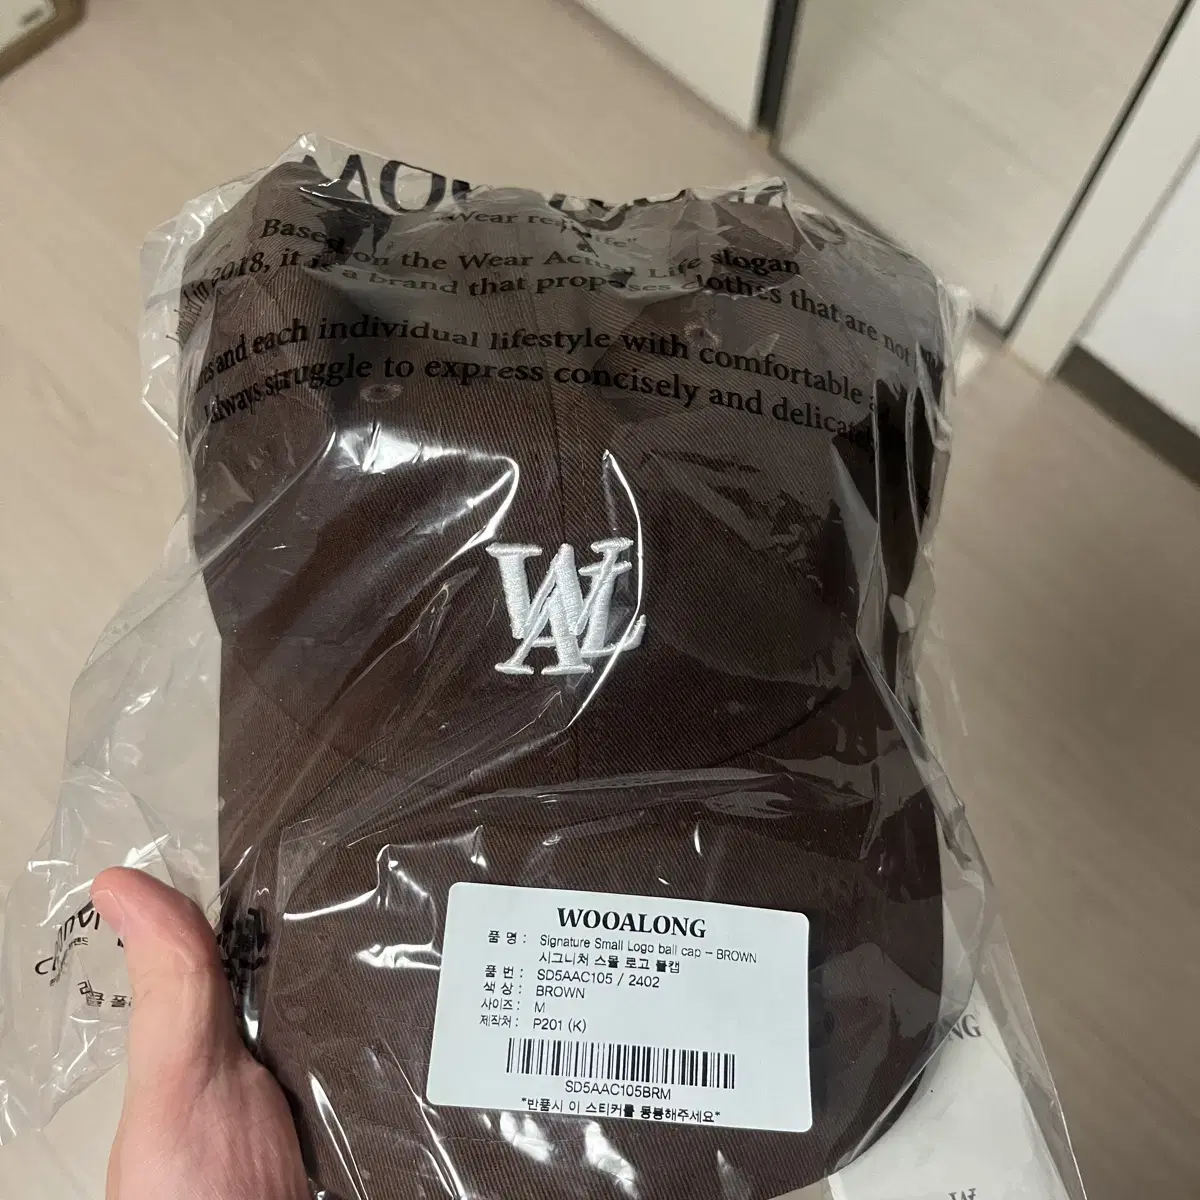 "Wear
life"
Based on the Wear Actual Life slogan
in 2018, it is a brand that proposes clothes that are not
and each individual lifestyle with comfortable
always struggle to express concisely and
WAL
WOOALONG
품 명 : Signature Small Logo ball cap - BROWN
시그니처 스몰 로고 볼캡
품 번 : SD5AAC105 / 2402
색 상 : BROWN
사이즈 : M
제작처 : P201 (K)
SD5AAC105BRM
*반품시 이 스티커를 동봉해주세요*